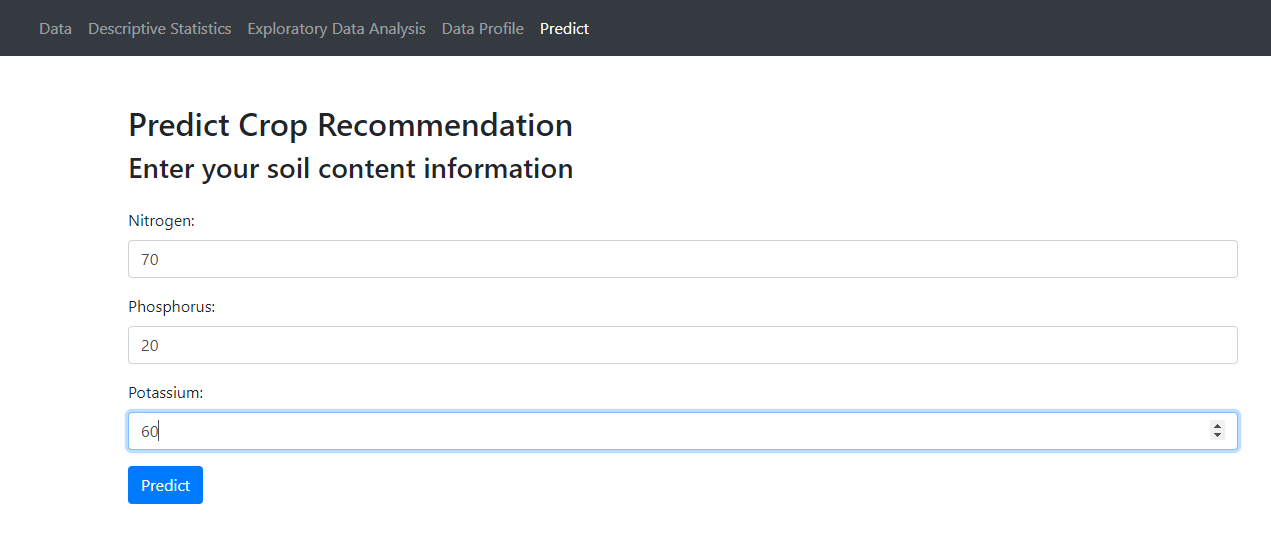 Data Descriptive Statistics Exploratory Data Analysis Data Profile Predict
Predict Crop Recommendation
Enter your soil content information
Nitrogen:
70
Phosphorus:
20
Potassium:
60
Predict